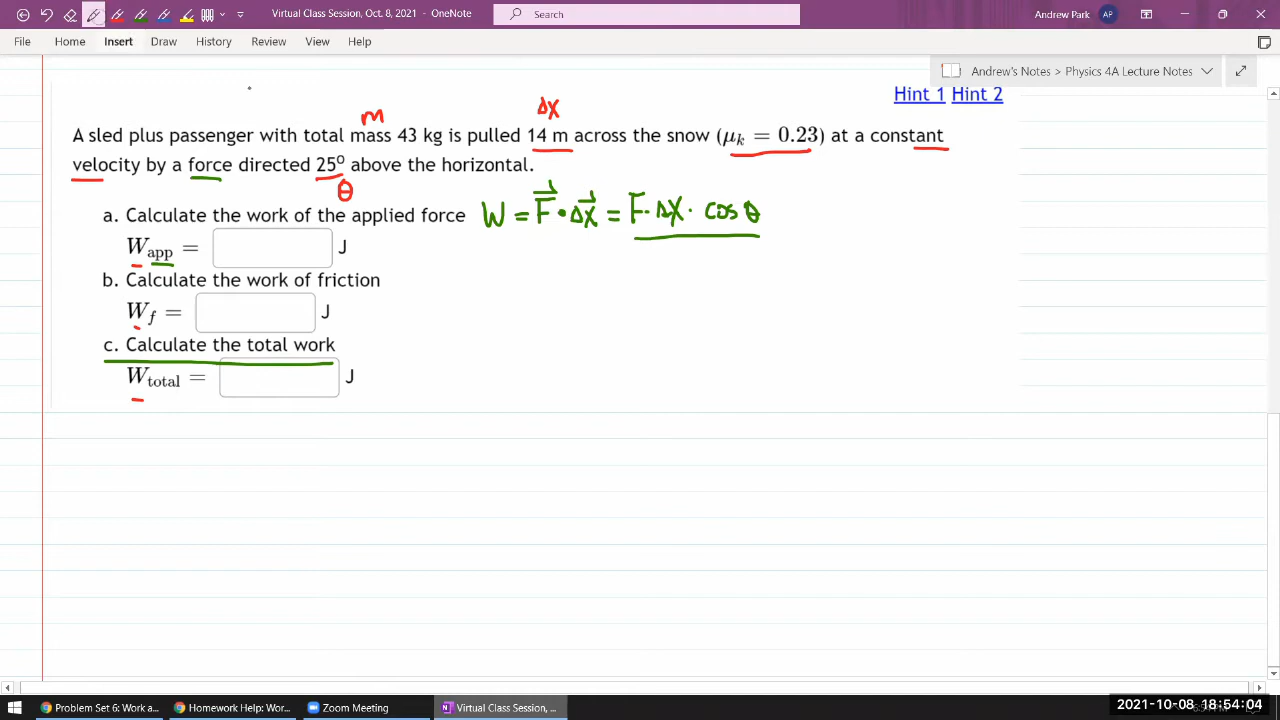 Virtual Class Session, Oct. 8, 2021
Search
Andrew Park AP
File Home Insert Draw History Review View Help
Andrew's Notes > Physics 4A Lecture Notes
Hint 1 Hint 2
m Δx
A sled plus passenger with total mass 43 kg is pulled 14 m across the snow (μk = 0.23) at a constant
velocity by a force directed 25° above the horizontal.
θ
a. Calculate the work of the applied force W = F⃗ · Δx⃗ = F · Δx · cos θ
Wapp = J
b. Calculate the work of friction
Wf = J
c. Calculate the total work
Wtotal = J
Problem Set 6: Work a... Homework Help: Wor... Zoom Meeting Virtual Class Session, ...
2021-10-08 18:54:04